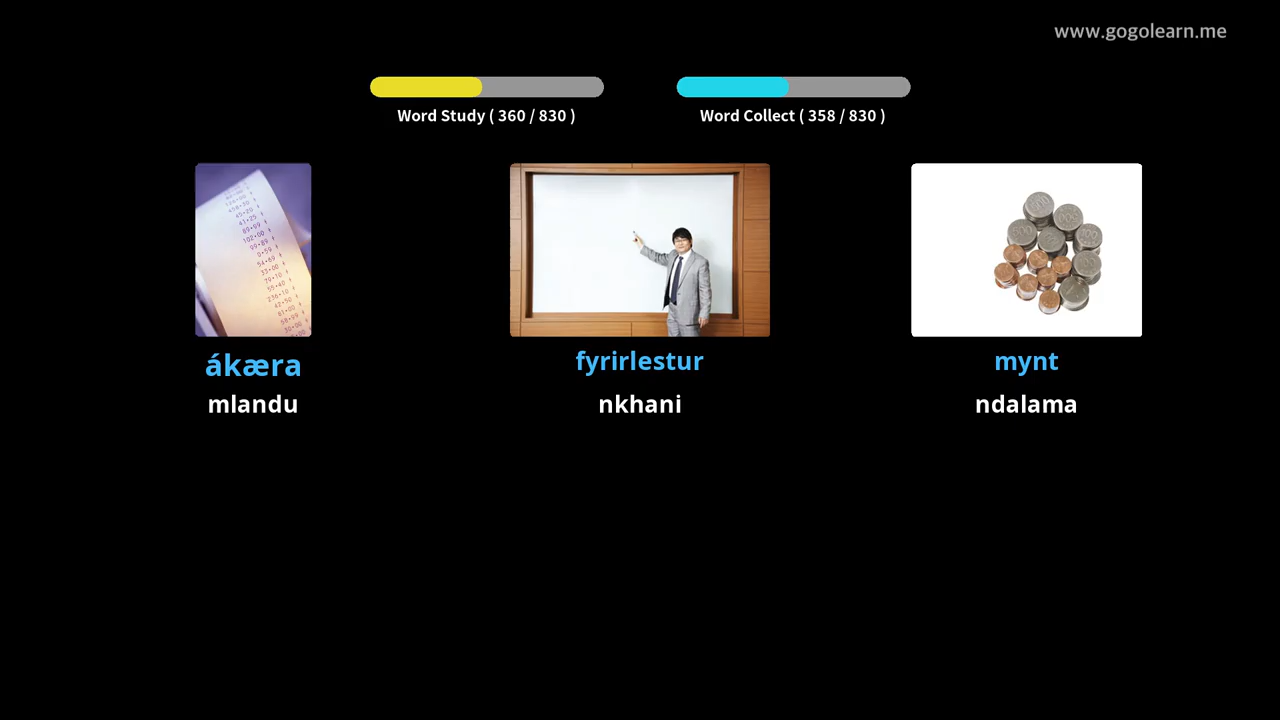 www.gogolearn.me
Word Study ( 360 / 830 )
Word Collect ( 358 / 830 )
ákæra
fyrirlestur
mynt
mlandu
nkhani
ndalama